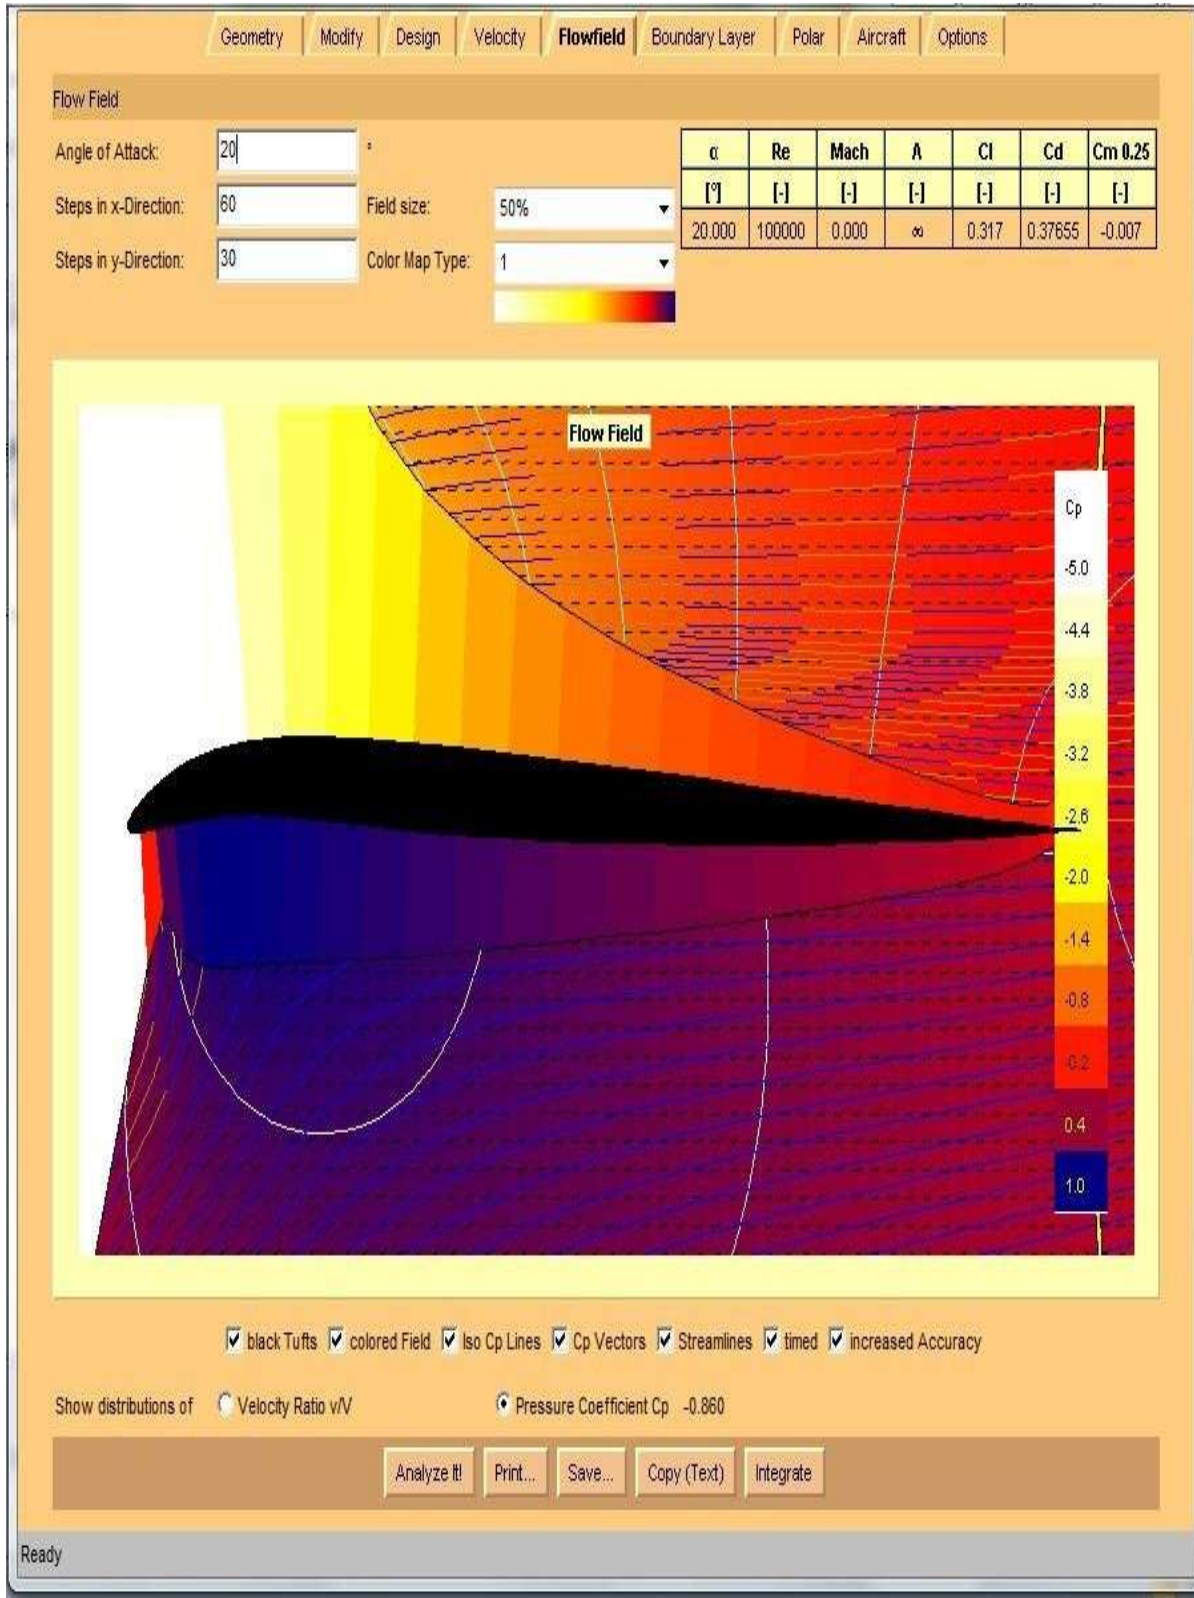 Geometry Modify Design Velocity Flowfield Boundary Layer Polar Aircraft Options
Flow Field
Angle of Attack: 20 °
Steps in x-Direction: 60 Field size: 50%
Steps in y-Direction: 30 Color Map Type: 1
α Re Mach Λ Cl Cd Cm 0.25
[°] [-] [-] [-] [-] [-] [-]
20.000 100000 0.000 ∞ 0.317 0.37655 -0.007
Flow Field
Cp
-5.0
-4.4
-3.8
-3.2
-2.6
-2.0
-1.4
-0.8
-0.2
0.4
1.0
black Tufts colored Field Iso Cp Lines Cp Vectors Streamlines timed increased Accuracy
Show distributions of Velocity Ratio v/V Pressure Coefficient Cp -0.860
Analyze It! Print... Save... Copy (Text) Integrate
Ready